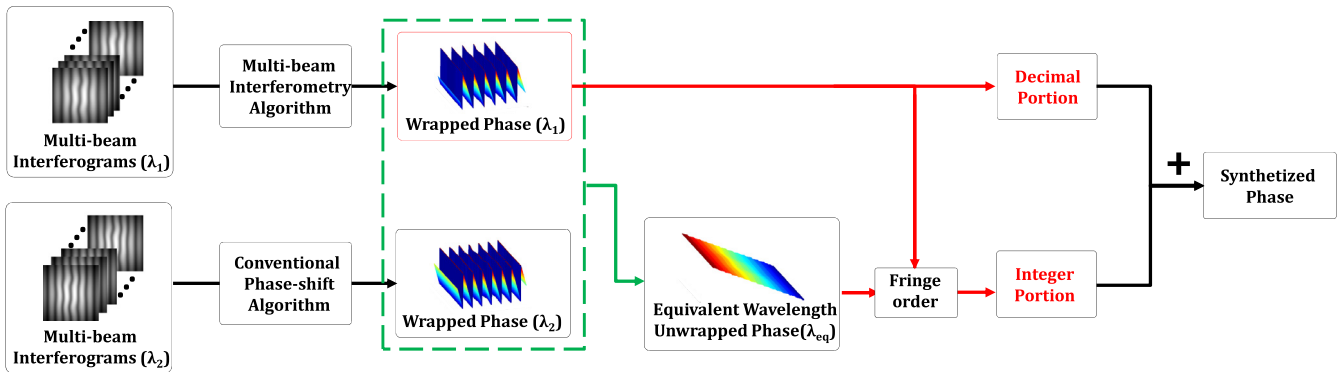 Multi-beam
Interferograms (λ1)
Multi-beam
Interferometry
Algorithm
Wrapped Phase (λ1)
Decimal
Portion
+
Synthetized
Phase
Multi-beam
Interferograms (λ2)
Conventional
Phase-shift
Algorithm
Wrapped Phase (λ2)
Equivalent Wavelength
Unwrapped Phase(λeq)
Fringe
order
Integer
Portion